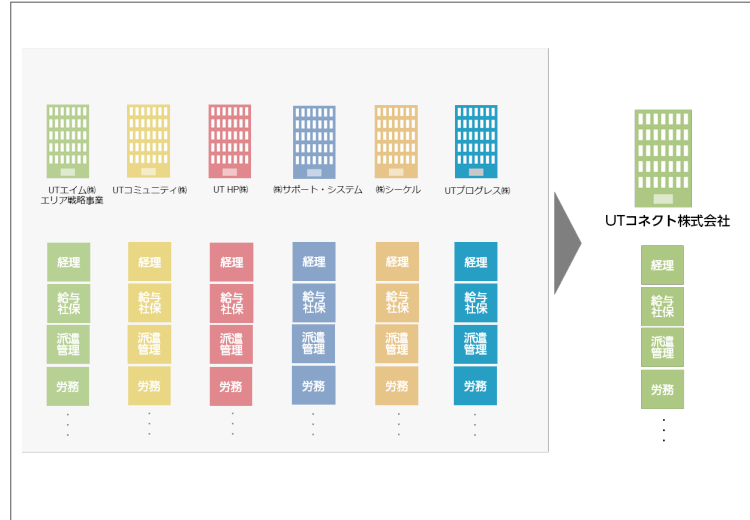 UTエイム㈱
エリア戦略事業
UTコミュニティ㈱
UT HP㈱
㈱サポート・システム
㈱シーケル
UTプログレス㈱
経理
給与
社保
派遣
管理
労務
・・・
経理
給与
社保
派遣
管理
労務
・・・
経理
給与
社保
派遣
管理
労務
・・・
経理
給与
社保
派遣
管理
労務
・・・
経理
給与
社保
派遣
管理
労務
・・・
経理
給与
社保
派遣
管理
労務
・・・
UTコネクト株式会社
経理
給与
社保
派遣
管理
労務
・・・